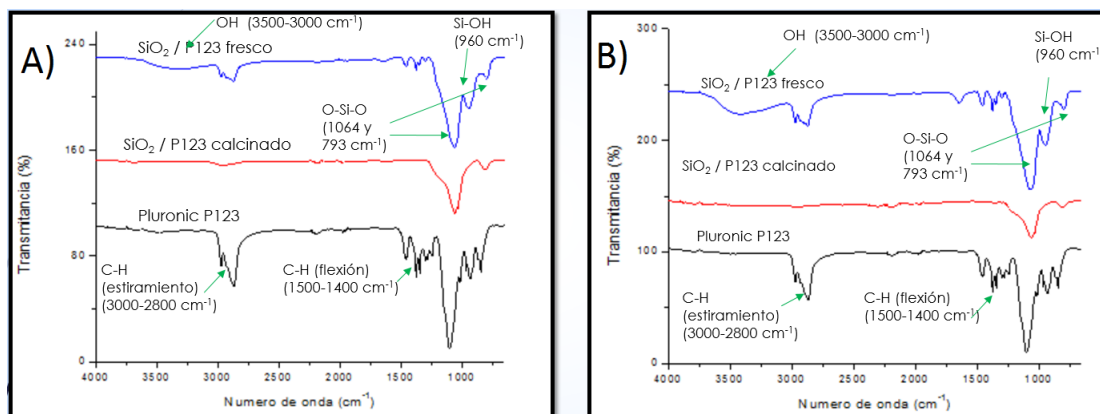 A)
OH (3500-3000 cm-1)
SiO2 / P123 fresco
Si-OH
(960 cm-1)
O-Si-O
(1064 y
793 cm-1)
SiO2 / P123 calcinado
Pluronic P123
C-H
(estiramiento)
(3000-2800 cm-1)
C-H (flexión)
(1500-1400 cm-1)
Transmitancia (%)
240
160
80
0
4000 3500 3000 2500 2000 1500 1000
Numero de onda (cm-1)
B)
OH (3500-3000 cm-1)
SiO2 / P123 fresco
Si-OH
(960 cm-1)
O-Si-O
(1064 y
793 cm-1)
SiO2 / P123 calcinado
Pluronic P123
C-H
(estiramiento)
(3000-2800 cm-1)
C-H (flexión)
(1500-1400 cm-1)
Transmitancia (%)
300
200
100
0
4000 3500 3000 2500 2000 1500 1000
Numero de onda (cm-1)